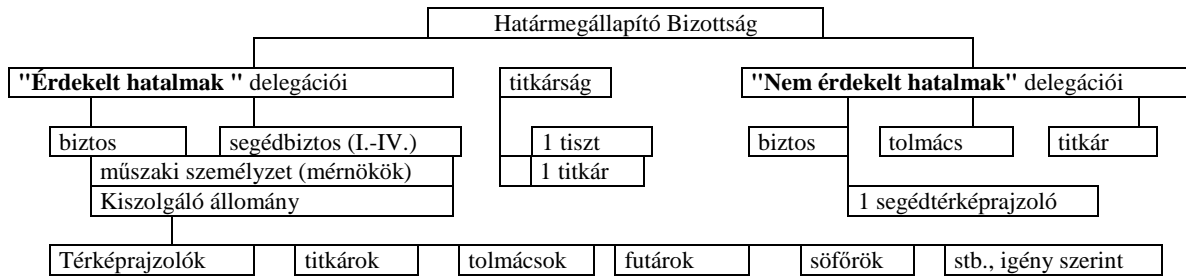 Határmegállapító Bizottság
"Érdekelt hatalmak " delegációi
titkárság
"Nem érdekelt hatalmak" delegációi
biztos
segédbiztos (I.-IV.)
1 tiszt
biztos
tolmács
titkár
műszaki személyzet (mérnökök)
1 titkár
Kiszolgáló állomány
1 segédtérképrajzoló
Térképrajzolók
titkárok
tolmácsok
futárok
söfőrök
stb., igény szerint